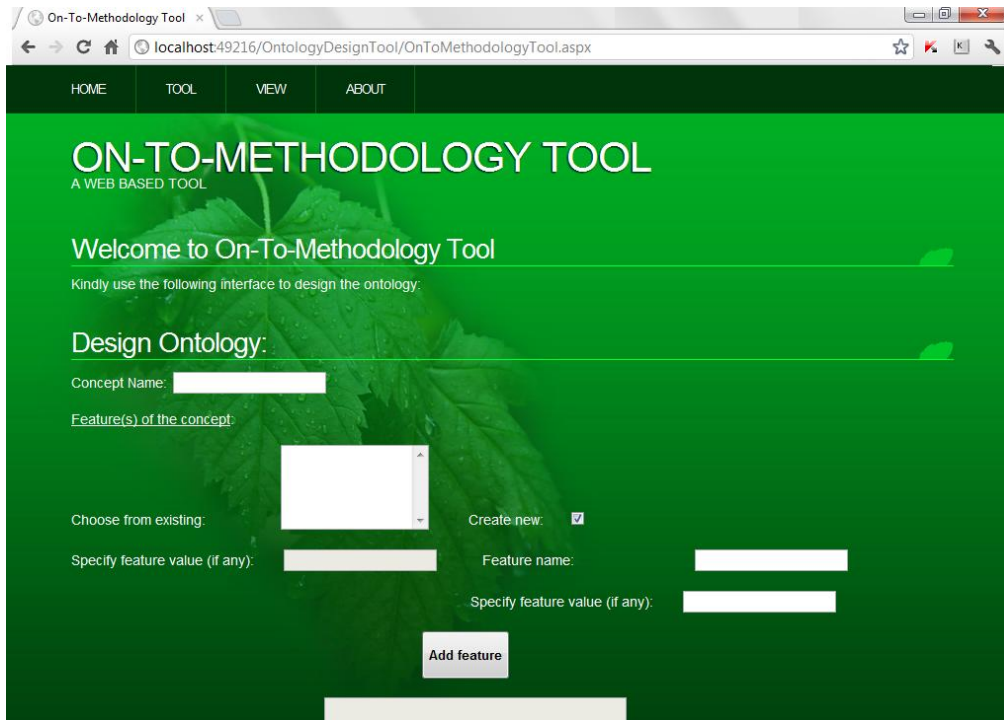 On-To-Methodology Tool
localhost:49216/OntologyDesignTool/OnToMethodologyTool.aspx
HOME TOOL VIEW ABOUT
ON-TO-METHODOLOGY TOOL
A WEB BASED TOOL
Welcome to On-To-Methodology Tool
Kindly use the following interface to design the ontology:
Design Ontology:
Concept Name:
Feature(s) of the concept:
Choose from existing: Create new:
Specify feature value (if any): Feature name:
Specify feature value (if any):
Add feature